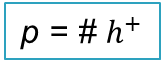 p = # h⁺